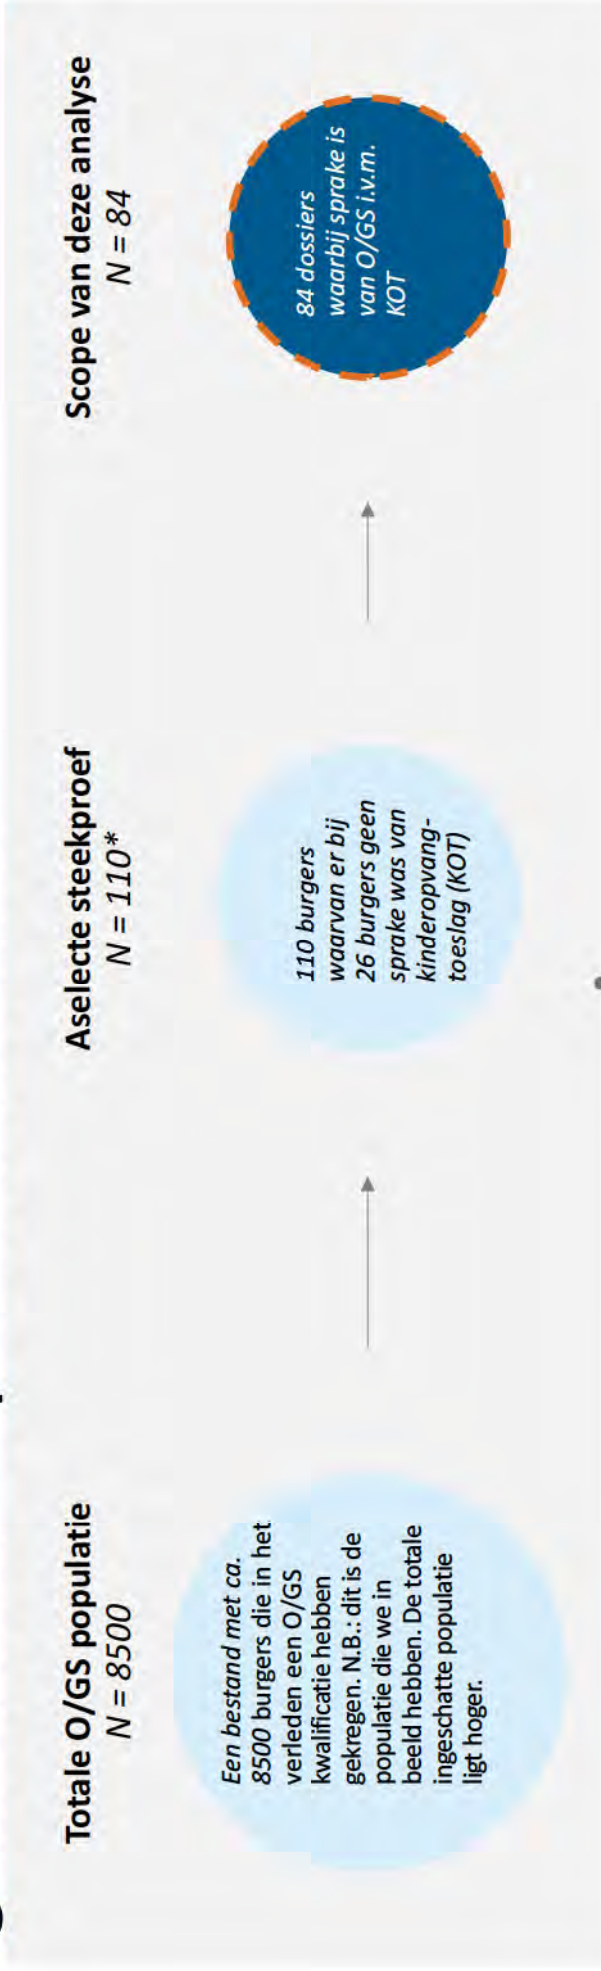 Totale O/GS populatie
N = 8500
Een bestand met ca.
8500 burgers die in het
verleden een O/GS
kwalificatie hebben
gekregen. N.B.: dit is de
populatie die we in
beeld hebben. De totale
ingeschatte populatie
ligt hoger.
Aselecte steekproef
N = 110*
110 burgers
waarvan er bij
26 burgers geen
sprake was van
kinderopvang-
toeslag (KOT)
Scope van deze analyse
N = 84
84 dossiers
waarbij sprake is
van O/GS i.v.m.
KOT